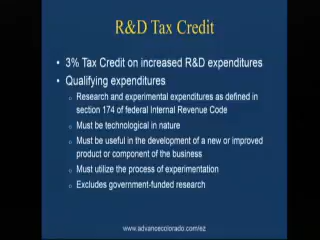 R&D Tax Credit
• 3% Tax Credit on increased R&D expenditures
• Qualifying expenditures
o Research and experimental expenditures as defined in
section 174 of federal Internal Revenue Code
o Must be technological in nature
o Must be useful in the development of a new or improved
product or component of the business
o Must utilize the process of experimentation
o Excludes government-funded research
www.advancecolorado.com/ez